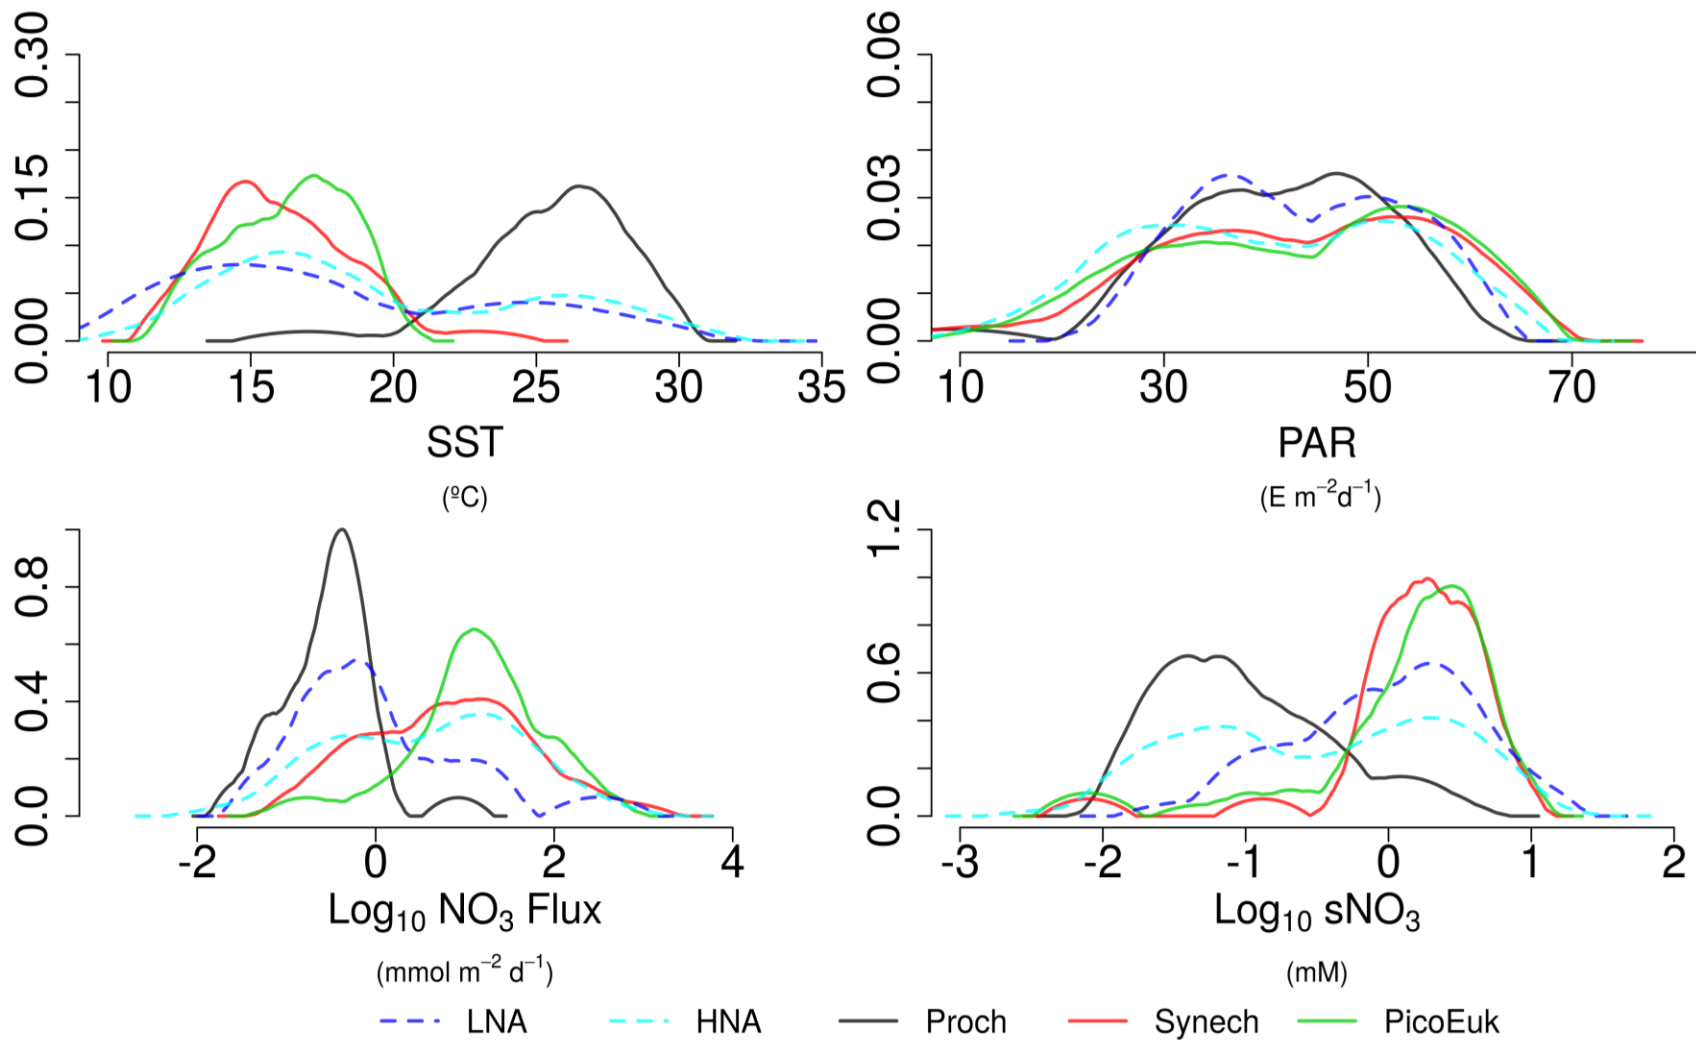 0.30
0.15
0.00
10 15 20 25 30 35
SST
(ºC)
0.06
0.03
0.00
10 30 50 70
PAR
(E m⁻²d⁻¹)
0.8
0.4
0.0
-2 0 2 4
Log₁₀ NO₃ Flux
(mmol m⁻² d⁻¹)
1.2
0.6
0.0
-3 -2 -1 0 1 2
Log₁₀ sNO₃
(mM)
LNA HNA Proch Synech PicoEuk